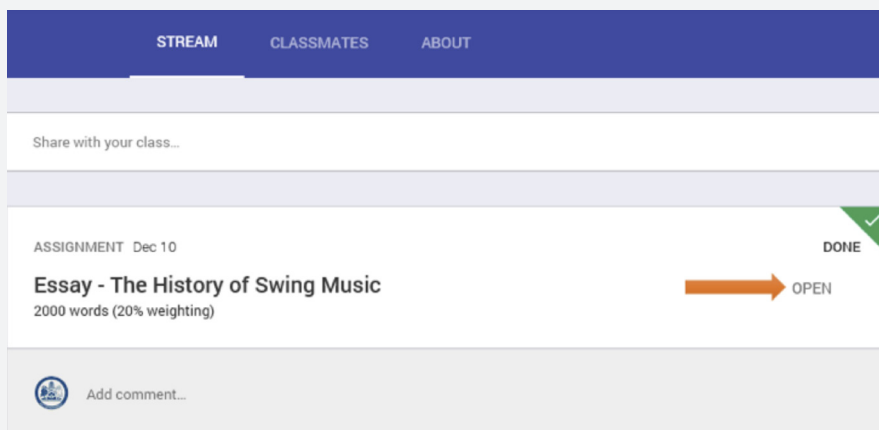 STREAM CLASSMATES ABOUT
Share with your class...
ASSIGNMENT Dec 10 DONE
Essay - The History of Swing Music OPEN
2000 words (20% weighting)
Add comment...